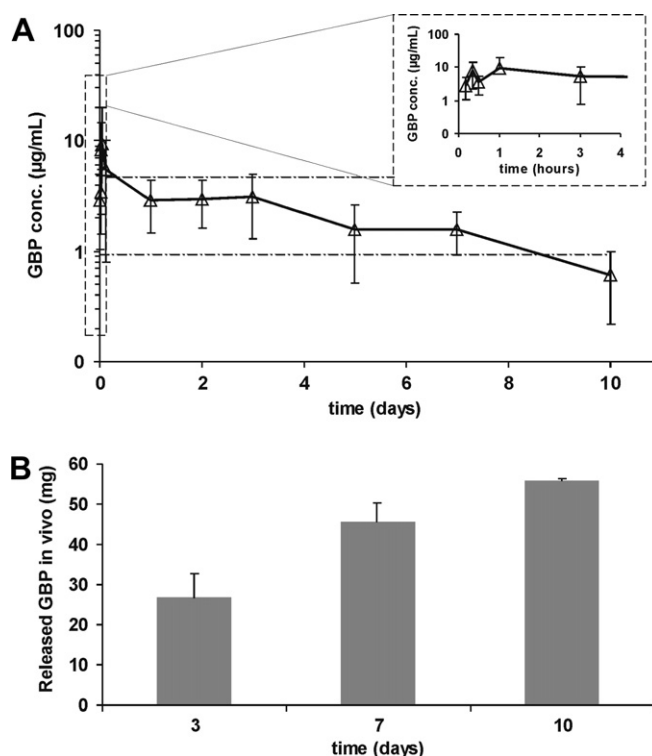 A
GBP conc. (µg/mL)
100
10
1
0
0 2 4 6 8 10
time (days)
GBP conc. (µg/mL)
100
10
1
0
0 1 2 3 4
time (hours)
B
Released GBP in vivo (mg)
60
50
40
30
20
10
0
3 7 10
time (days)